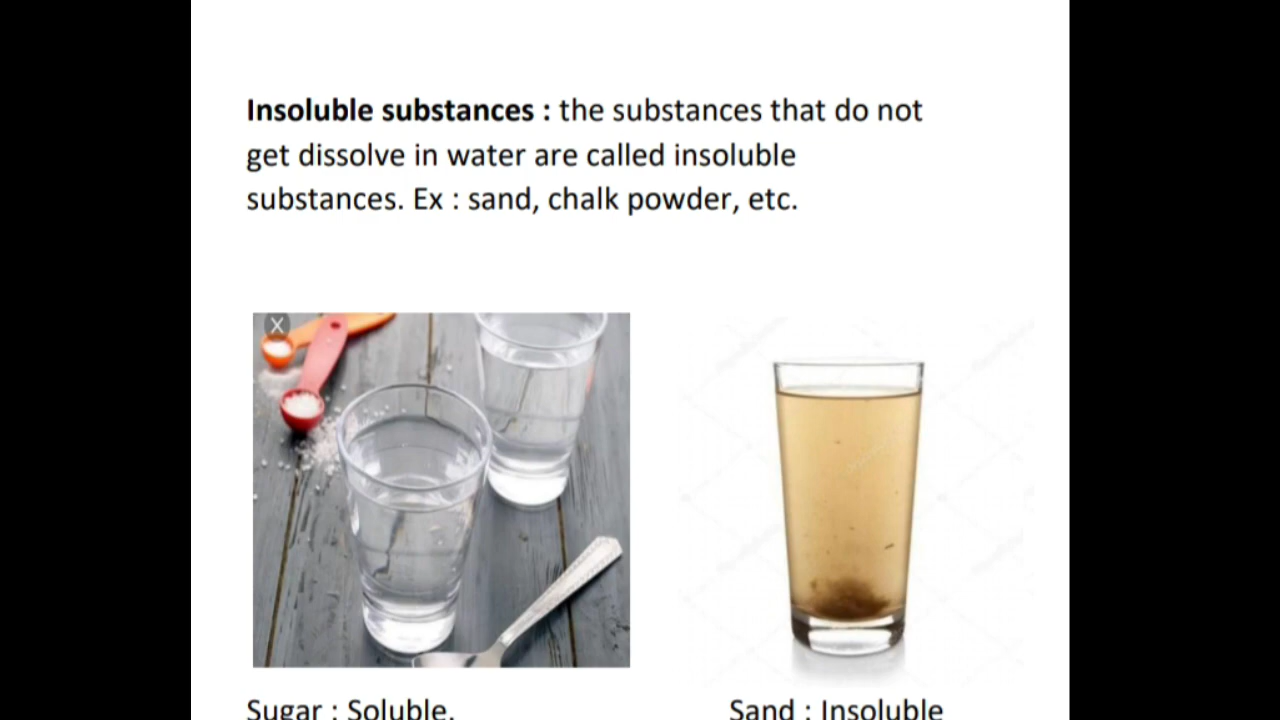 Insoluble substances : the substances that do not
get dissolve in water are called insoluble
substances. Ex : sand, chalk powder, etc.
X
Sugar : Soluble.
Sand : Insoluble